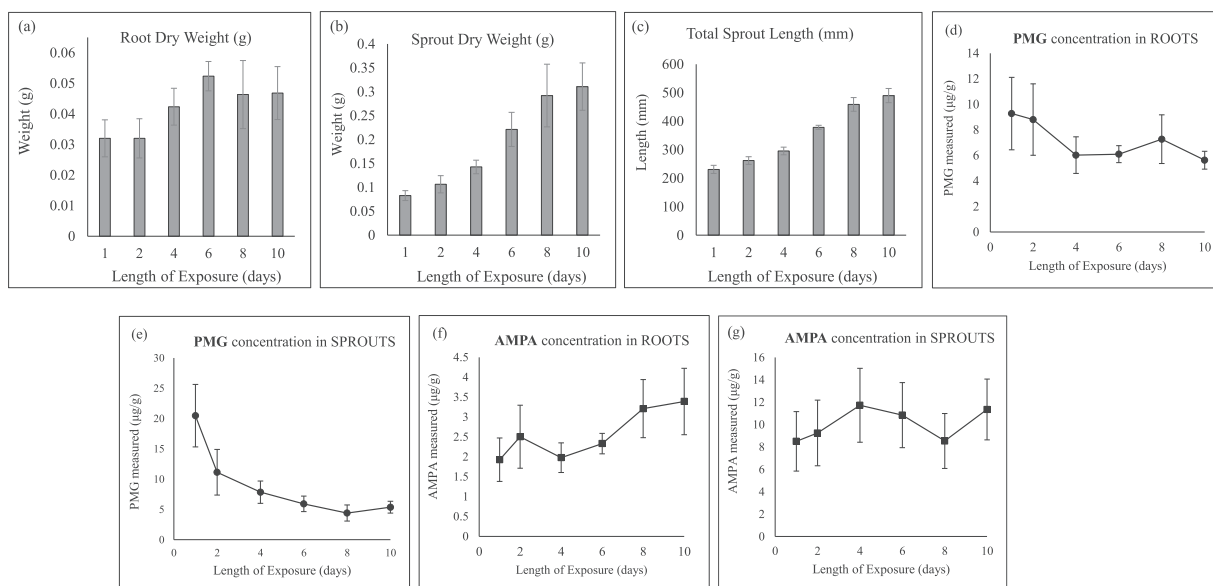 (a)
Root Dry Weight (g)
Weight (g)
0.06
0.05
0.04
0.03
0.02
0.01
0
1 2 4 6 8 10
Length of Exposure (days)
(b)
Sprout Dry Weight (g)
Weight (g)
0.4
0.35
0.3
0.25
0.2
0.15
0.1
0.05
0
1 2 4 6 8 10
Length of Exposure (days)
(c)
Total Sprout Length (mm)
Length (mm)
600
500
400
300
200
100
0
1 2 4 6 8 10
Length of Exposure (days)
(d)
PMG concentration in ROOTS
PMG measured (µg/g)
14
12
10
8
6
4
2
0
0 2 4 6 8 10
Length of Exposure (days)
(e)
PMG concentration in SPROUTS
PMG measured (µg/g)
30
25
20
15
10
5
0
0 2 4 6 8 10
Length of Exposure (days)
(f)
AMPA concentration in ROOTS
AMPA measured (µg/g)
4.5
4
3.5
3
2.5
2
1.5
1
0.5
0
0 2 4 6 8 10
Length of Exposure (days)
(g)
AMPA concentration in SPROUTS
AMPA measured (µg/g)
16
14
12
10
8
6
4
2
0
0 2 4 6 8 10
Length of Exposure (days)